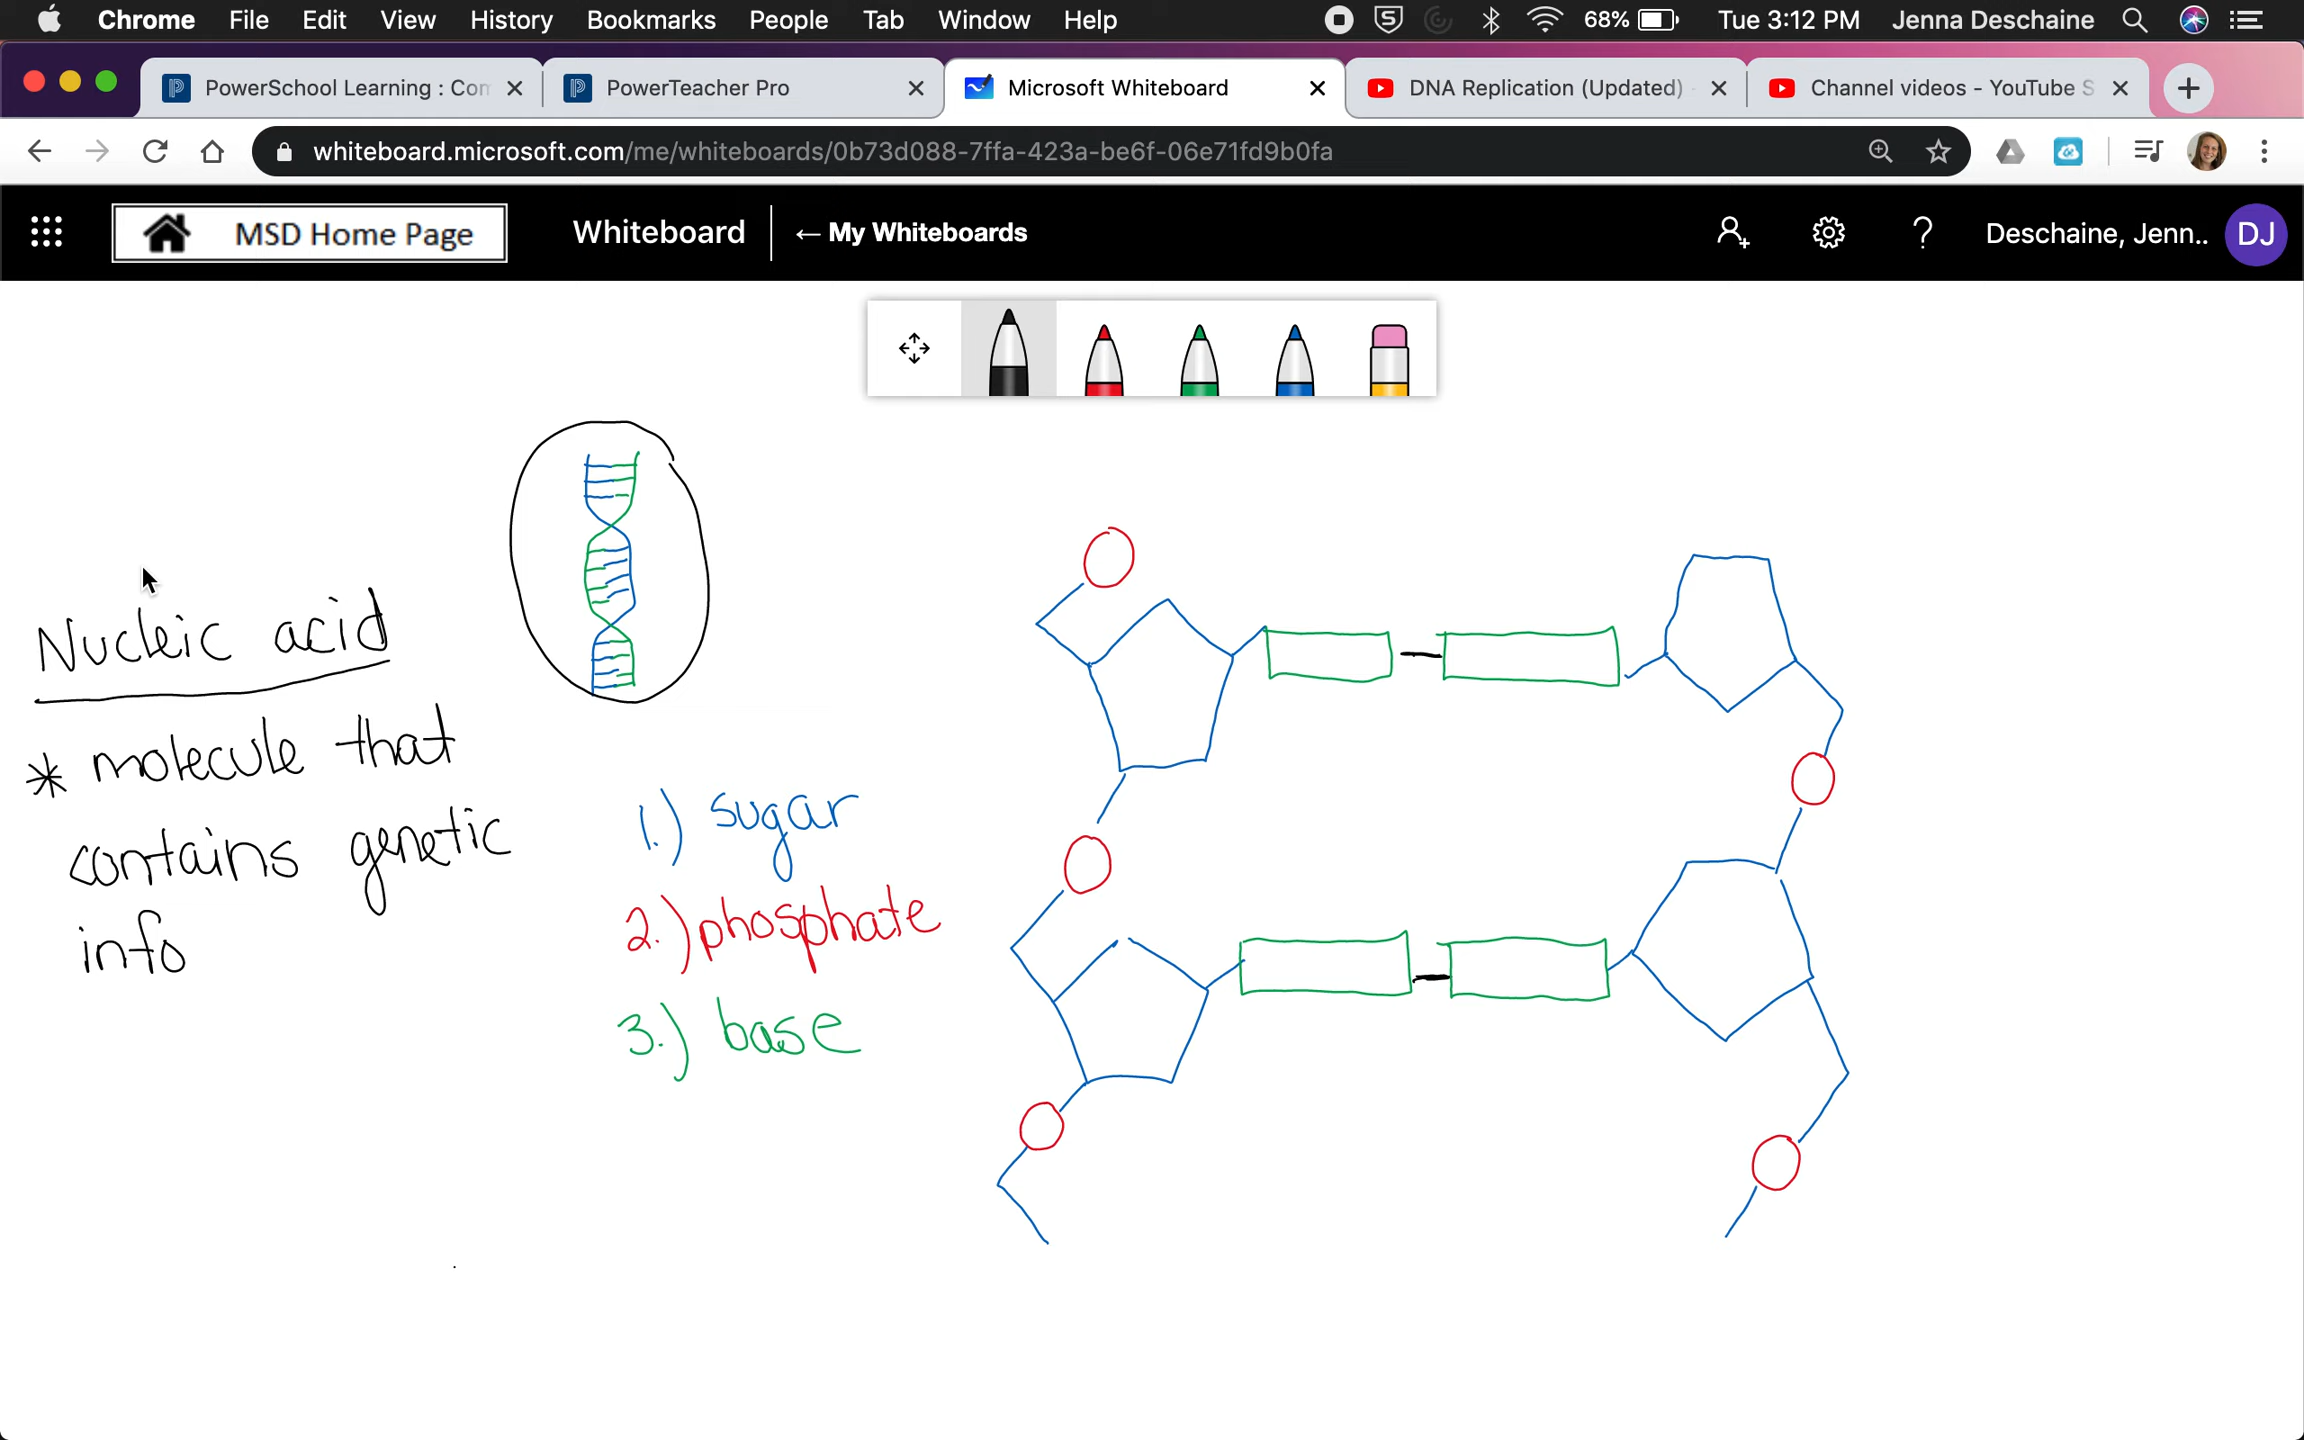 Chrome File Edit View History Bookmarks People Tab Window Help 68% Tue 3:12 PM Jenna Deschaine
PowerSchool Learning : Con PowerTeacher Pro Microsoft Whiteboard DNA Replication (Updated) Channel videos - YouTube S
whiteboard.microsoft.com/me/whiteboards/0b73d088-7ffa-423a-be6f-06e71fd9b0fa
MSD Home Page Whiteboard ← My Whiteboards ? Deschaine, Jenn.. DJ
Nucleic acid
* molecule that
contains genetic
info
1.) sugar
2.) phosphate
3.) base